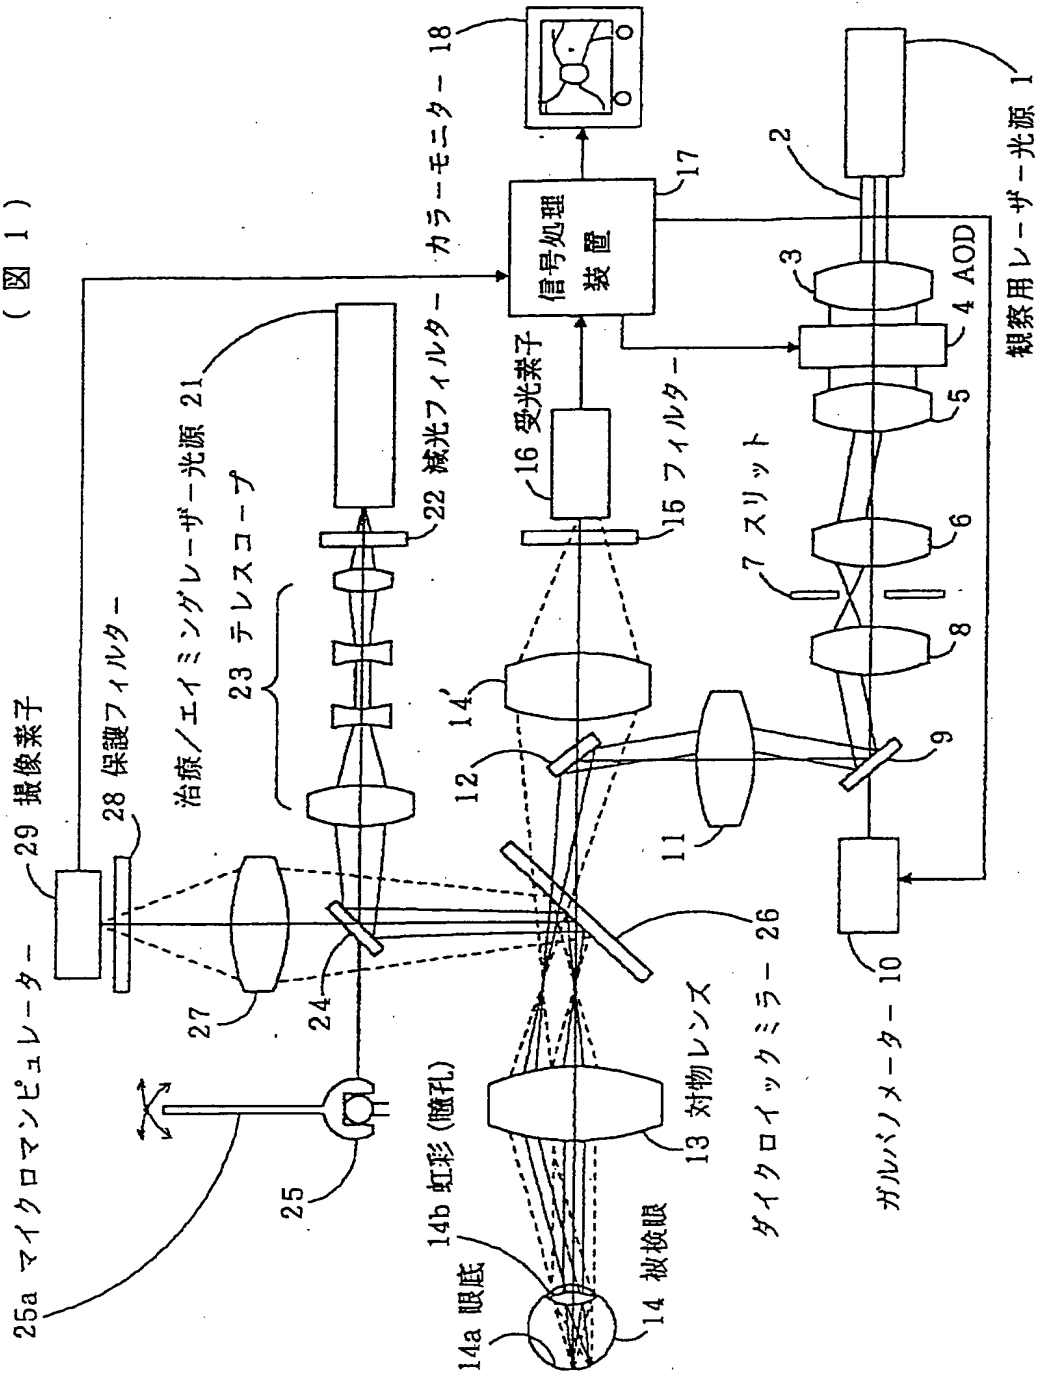 (図 1)
25a マイクロマンピュレーター
29 撮像素子
28 保護フィルター
27
治療/エイミングレーザー光源 21
23 テレスコープ
24
22 減光フィルター
25
カラーモニター 18
信号処理
装置
17
16 受光素子
15 フィルター
14'
12
11
14a 眼底
14b 虹彩(瞳孔)
14 被検眼
13 対物レンズ
ダイクロイックミラー 26
ガルバノメーター 10
9
8
7 スリット
6
5
4 AOD
3
2
観察用レーザー光源 1